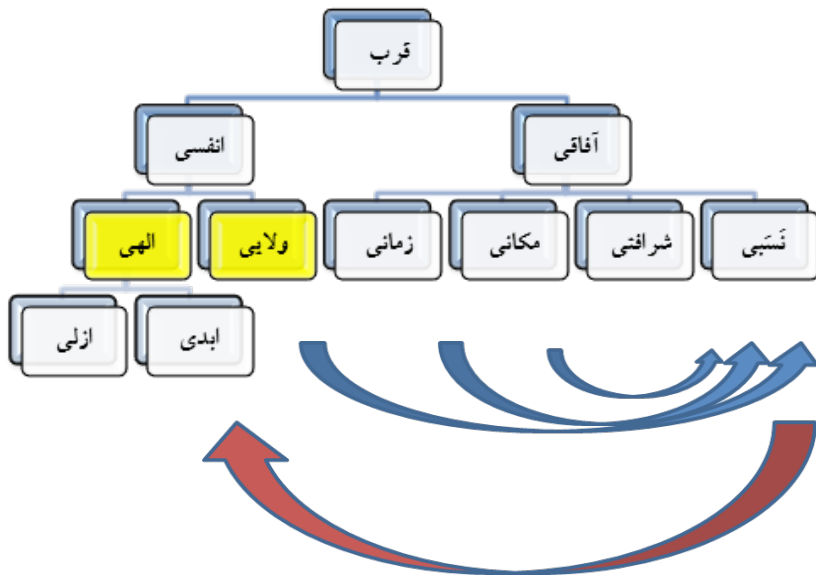 قرب
آفاقی
انفسی
نَسَبی
شرافتی
مکانی
زمانی
ولایی
الهی
ابدی
ازلی